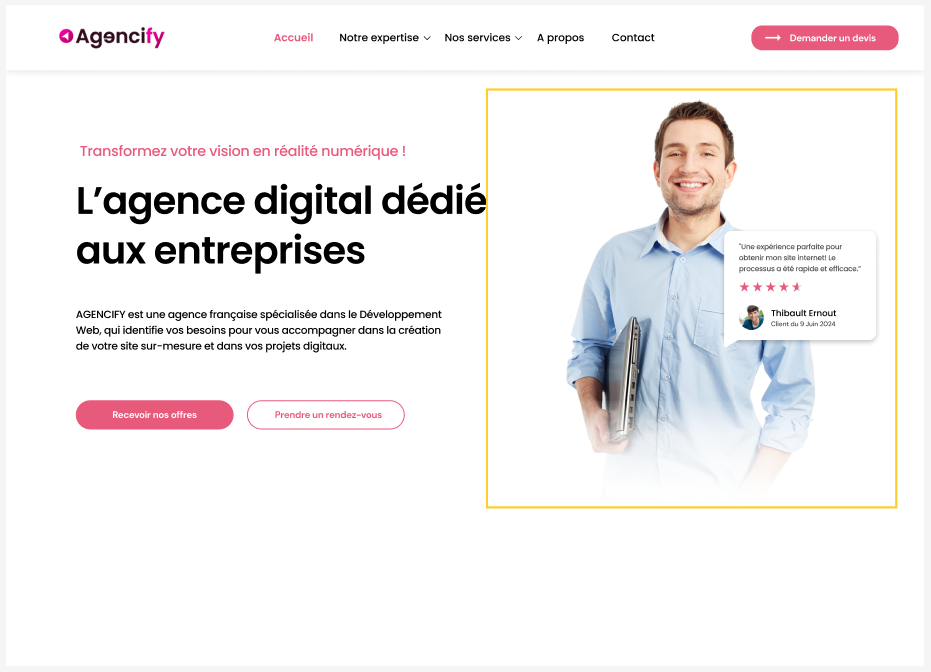 Agencify
Accueil
Notre expertise
Nos services
A propos
Contact
Demander un devis
Transformez votre vision en réalité numérique !
L’agence digital dédié
aux entreprises
AGENCIFY est une agence française spécialisée dans le Développement
Web, qui identifie vos besoins pour vous accompagner dans la création
de votre site sur-mesure et dans vos projets digitaux.
Recevoir nos offres
Prendre un rendez-vous
"Une expérience parfaite pour
obtenir mon site internet! Le
processus a été rapide et efficace.”
Thibault Ernout
Client du 9 Juin 2024